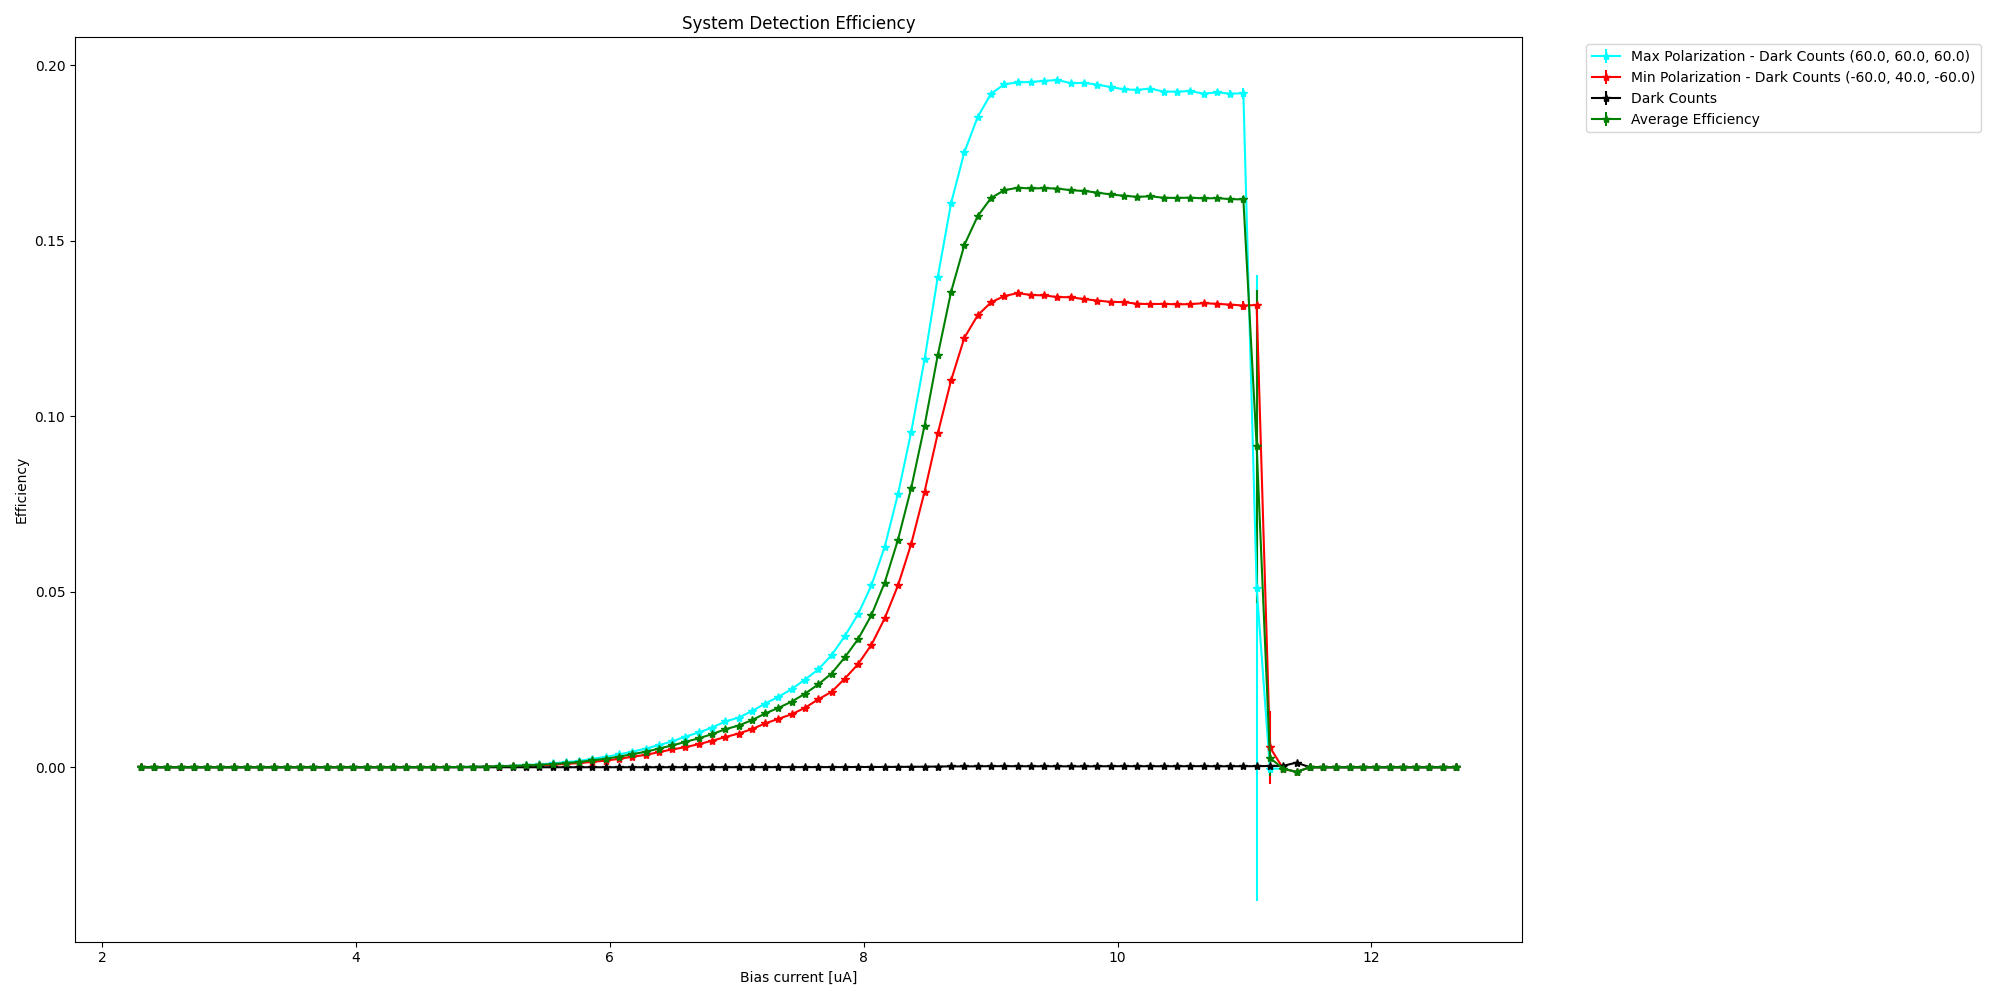 System Detection Efficiency
Max Polarization - Dark Counts (60.0, 60.0, 60.0)
Min Polarization - Dark Counts (-60.0, 40.0, -60.0)
Dark Counts
Average Efficiency
0.20
0.15
0.10
0.05
0.00
Efficiency
2 4 6 8 10 12
Bias current [uA]